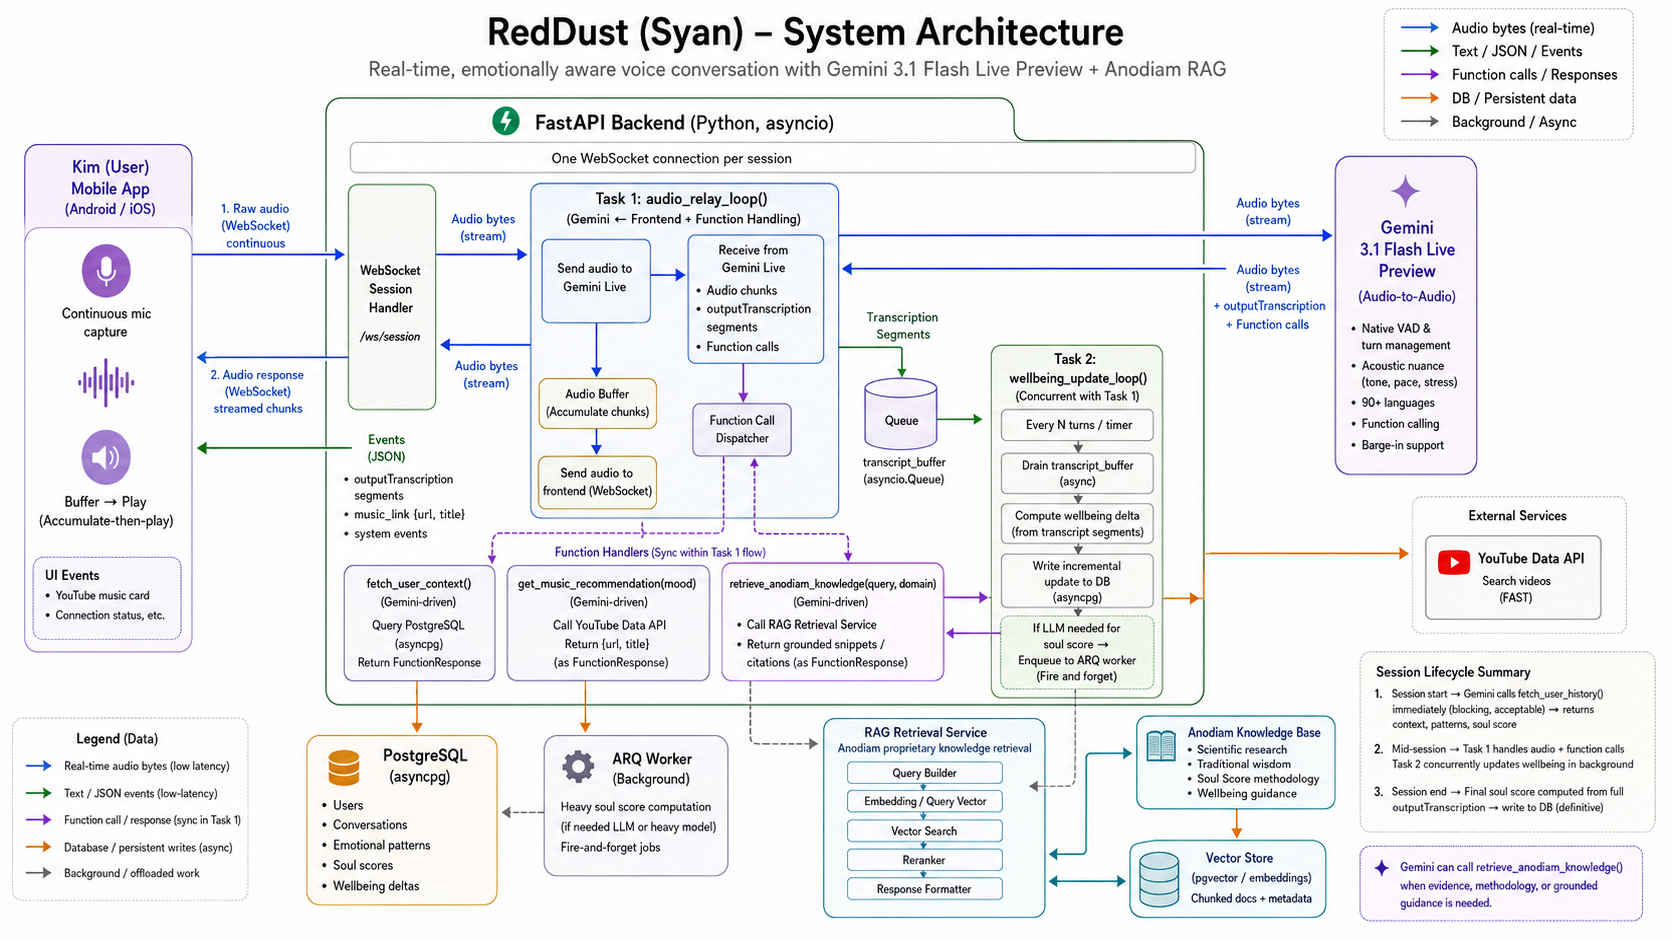 RedDust (Syan) – System Architecture
Real-time, emotionally aware voice conversation with Gemini 3.1 Flash Live Preview + Anodiam RAG
Audio bytes (real-time)
Text / JSON / Events
Function calls / Responses
DB / Persistent data
Background / Async
Kim (User)
Mobile App
(Android / iOS)
Continuous mic
capture
Buffer → Play
(Accumulate-then-play)
UI Events
• YouTube music card
• Connection status, etc.
1. Raw audio
(WebSocket)
continuous
2. Audio response
(WebSocket)
streamed chunks
FastAPI Backend (Python, asyncio)
One WebSocket connection per session
WebSocket
Session
Handler
/ws/session
Audio bytes
(stream)
Audio bytes
(stream)
Events
(JSON)
• outputTranscription
segments
• music_link {url, title}
• system events
Task 1: audio_relay_loop()
(Gemini ← Frontend + Function Handling)
Send audio to
Gemini Live
Receive from
Gemini Live
• Audio chunks
• outputTranscription
segments
• Function calls
Audio Buffer
(Accumulate chunks)
Send audio to
frontend (WebSocket)
Function Call
Dispatcher
Transcription
Segments
Queue
transcript_buffer
(asyncio.Queue)
Task 2:
wellbeing_update_loop()
(Concurrent with Task 1)
Every N turns / timer
Drain transcript_buffer
(async)
Compute wellbeing delta
(from transcript segments)
Write incremental
update to DB
(asyncpg)
If LLM needed for
soul score →
Enqueue to ARQ worker
(Fire and forget)
Function Handlers (Sync within Task 1 flow)
fetch_user_context()
(Gemini-driven)
Query PostgreSQL
(asyncpg)
Return FunctionResponse
get_music_recommendation(mood)
(Gemini-driven)
Call YouTube Data API
Return {url, title}
(as FunctionResponse)
retrieve_anodiam_knowledge(query, domain)
(Gemini-driven)
• Call RAG Retrieval Service
• Return grounded snippets /
citations (as FunctionResponse)
Audio bytes
(stream)
Audio bytes
(stream)
+ outputTranscription
+ Function calls
Gemini
3.1 Flash Live
Preview
(Audio-to-Audio)
• Native VAD &
turn management
• Acoustic nuance
(tone, pace, stress)
• 90+ languages
• Function calling
• Barge-in support
External Services
YouTube Data API
Search videos
(FAST)
Session Lifecycle Summary
1. Session start → Gemini calls fetch_user_history()
immediately (blocking, acceptable) → returns
context, patterns, soul score
2. Mid-session → Task 1 handles audio + function calls
Task 2 concurrently updates wellbeing in background
3. Session end → Final soul score computed from full
outputTranscription → write to DB (definitive)
Gemini can call retrieve_anodiam_knowledge()
when evidence, methodology, or grounded
guidance is needed.
Legend (Data)
Real-time audio bytes (low latency)
Text / JSON events (low-latency)
Function call / response (sync in Task 1)
Database / persistent writes (async)
Background / offloaded work
PostgreSQL
(asyncpg)
• Users
• Conversations
• Emotional patterns
• Soul scores
• Wellbeing deltas
ARQ Worker
(Background)
Heavy soul score computation
(if needed LLM or heavy model)
Fire-and-forget jobs
RAG Retrieval Service
Anodiam proprietary knowledge retrieval
Query Builder
Embedding / Query Vector
Vector Search
Reranker
Response Formatter
Anodiam Knowledge Base
• Scientific research
• Traditional wisdom
• Soul Score methodology
• Wellbeing guidance
Vector Store
(pgvector / embeddings)
Chunked docs + metadata